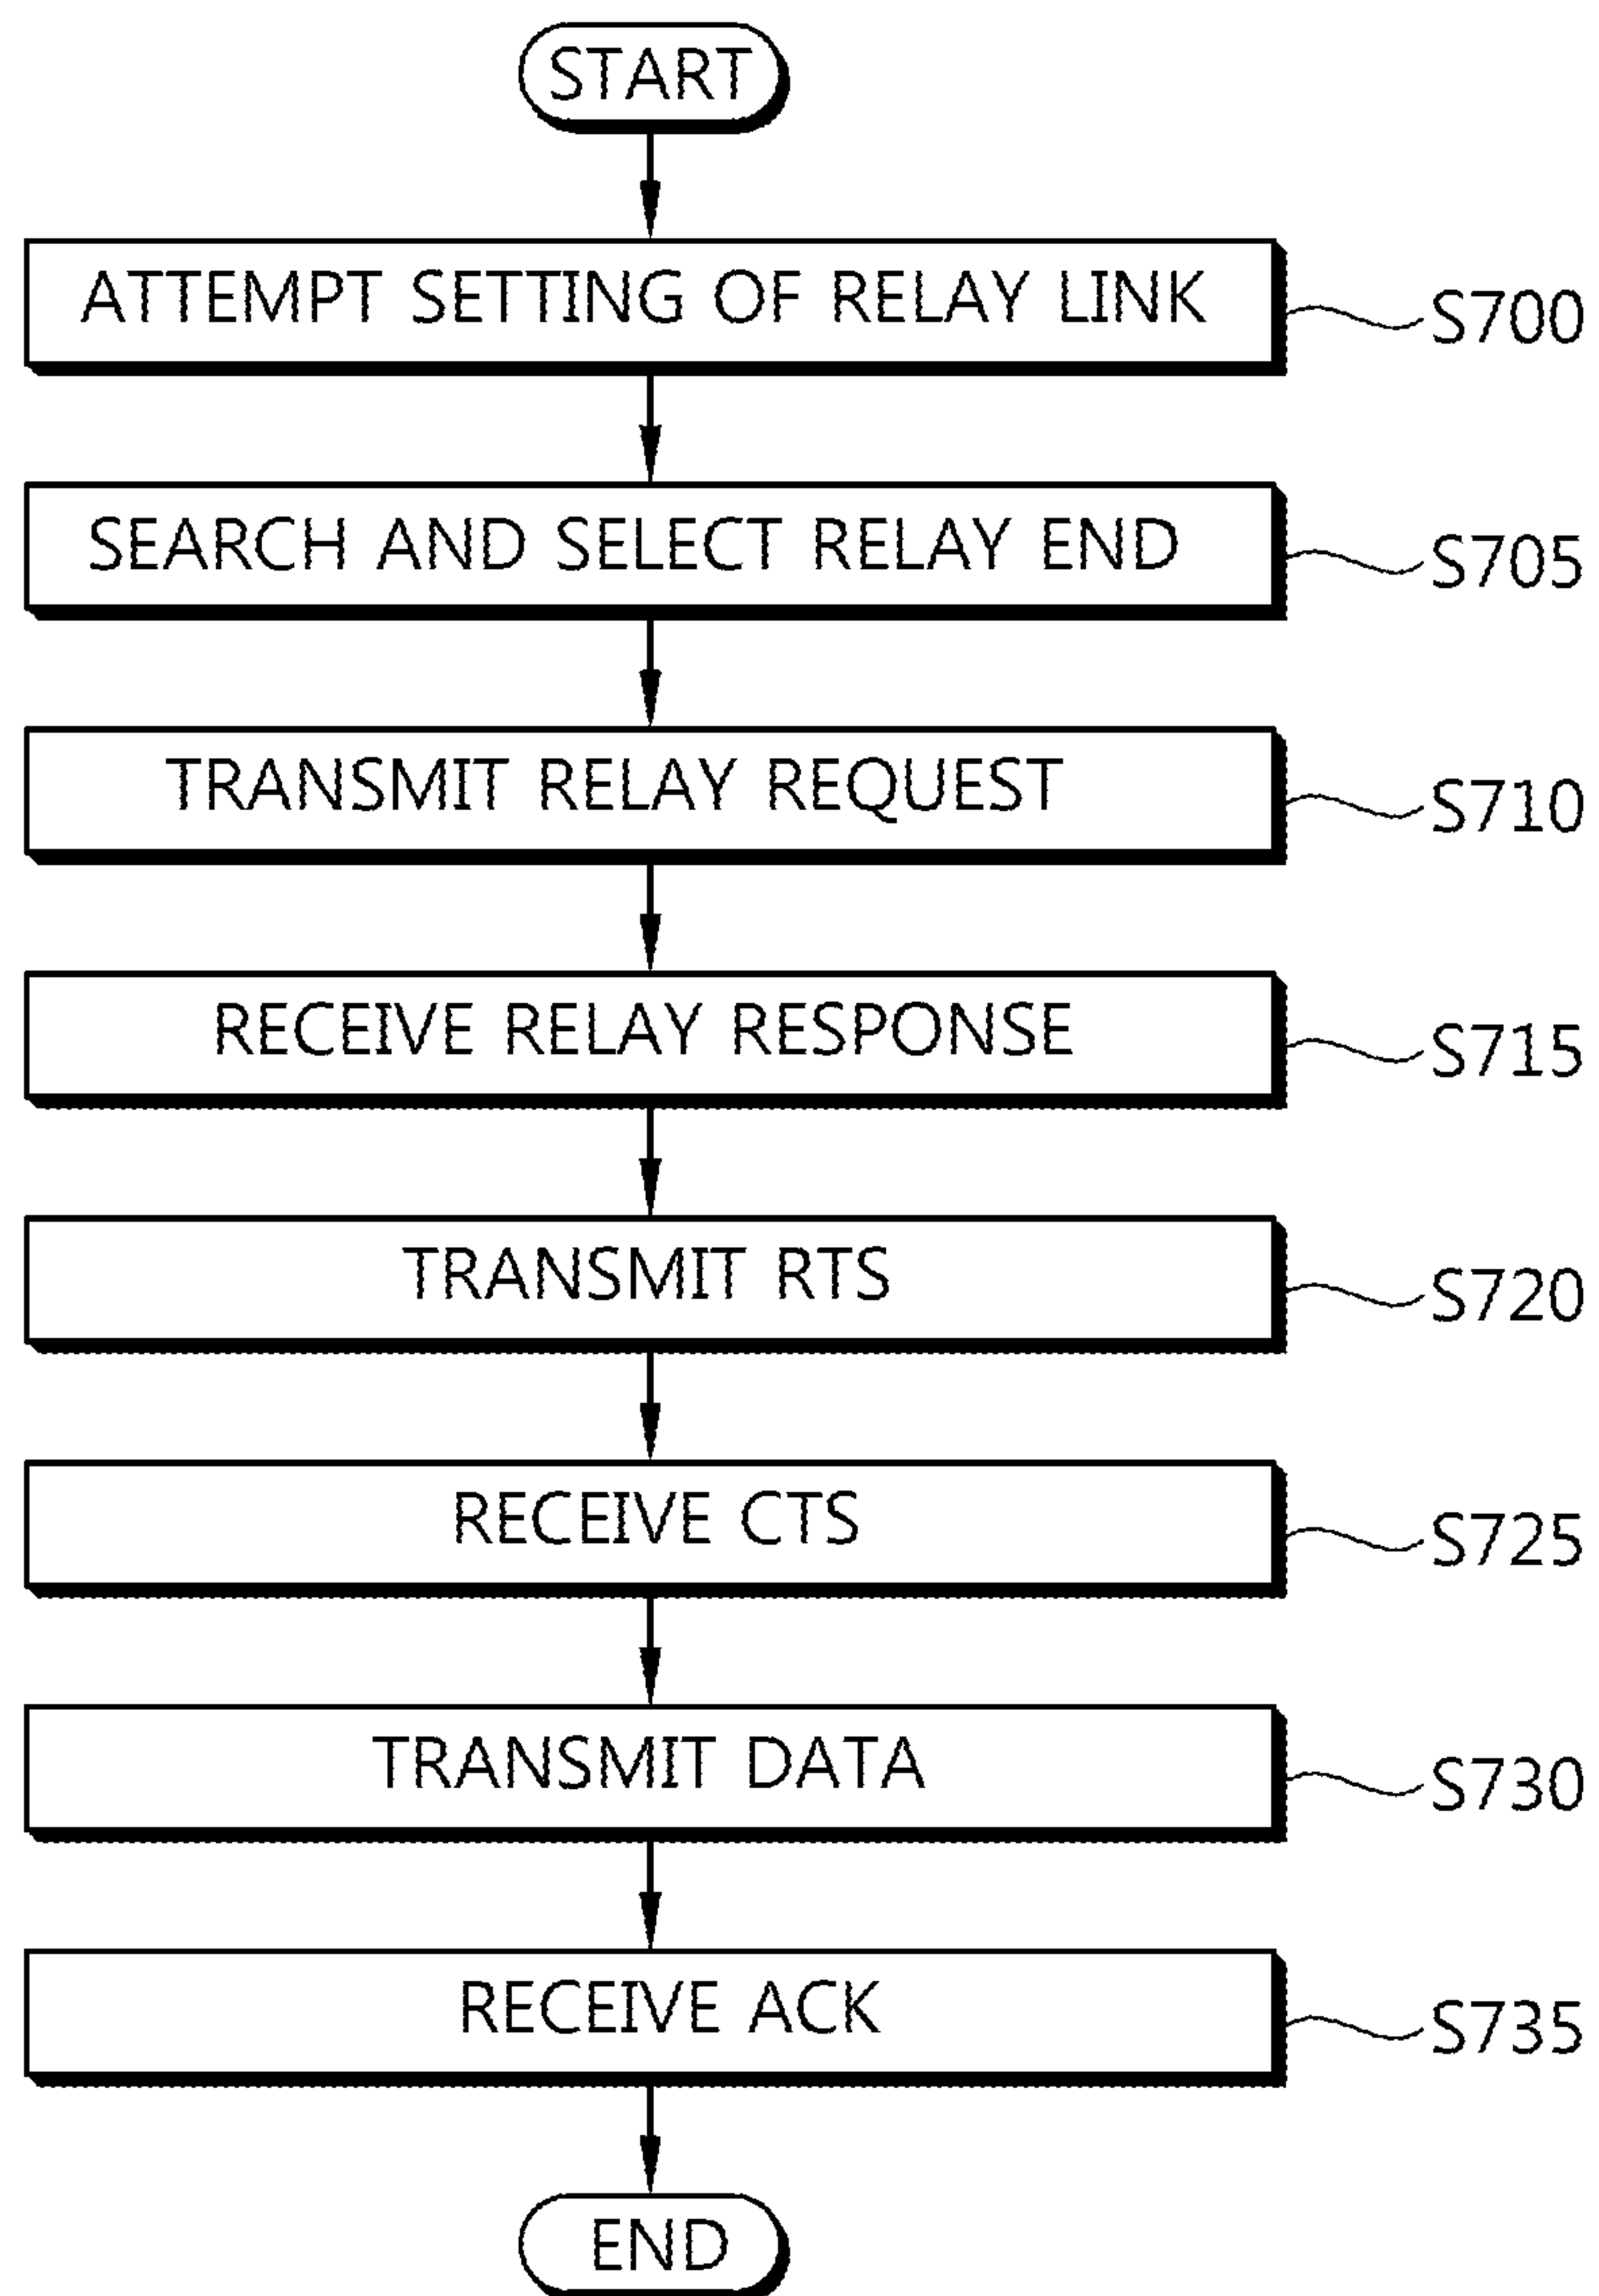 START
ATTEMPT SETTING OF RELAY LINK
S700
SEARCH AND SELECT RELAY END
S705
TRANSMIT RELAY REQUEST
S710
RECEIVE RELAY RESPONSE
S715
TRANSMIT RTS
S720
RECEIVE CTS
S725
TRANSMIT DATA
S730
RECEIVE ACK
S735
END